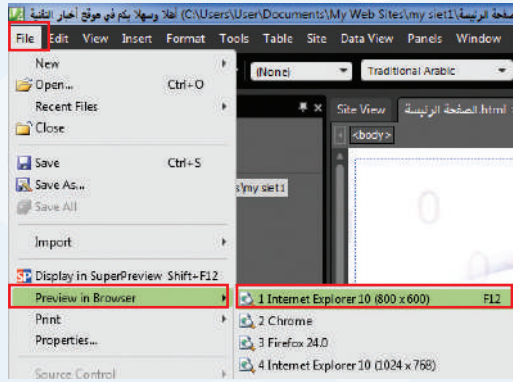 أهلا وسهلا بكم في موقع أخبار التقنية (C:\Users\User\Documents\My Web Sites\my siet1\صفحة الرئيسة
File Edit View Insert Format Tools Table Site Data View Panels Window
New
Open... Ctrl+O
Recent Files
Close
Save Ctrl+S
Save As...
Save All
Import
Display in SuperPreview Shift+F12
Preview in Browser
Print
Properties...
Source Control
(None) Traditional Arabic
Site View الصفحة الرئيسة.html
<body>
s\my siet1
1 Internet Explorer 10 (800 x 600) F12
2 Chrome
3 Firefox 24.0
4 Internet Explorer 10 (1024 x 768)